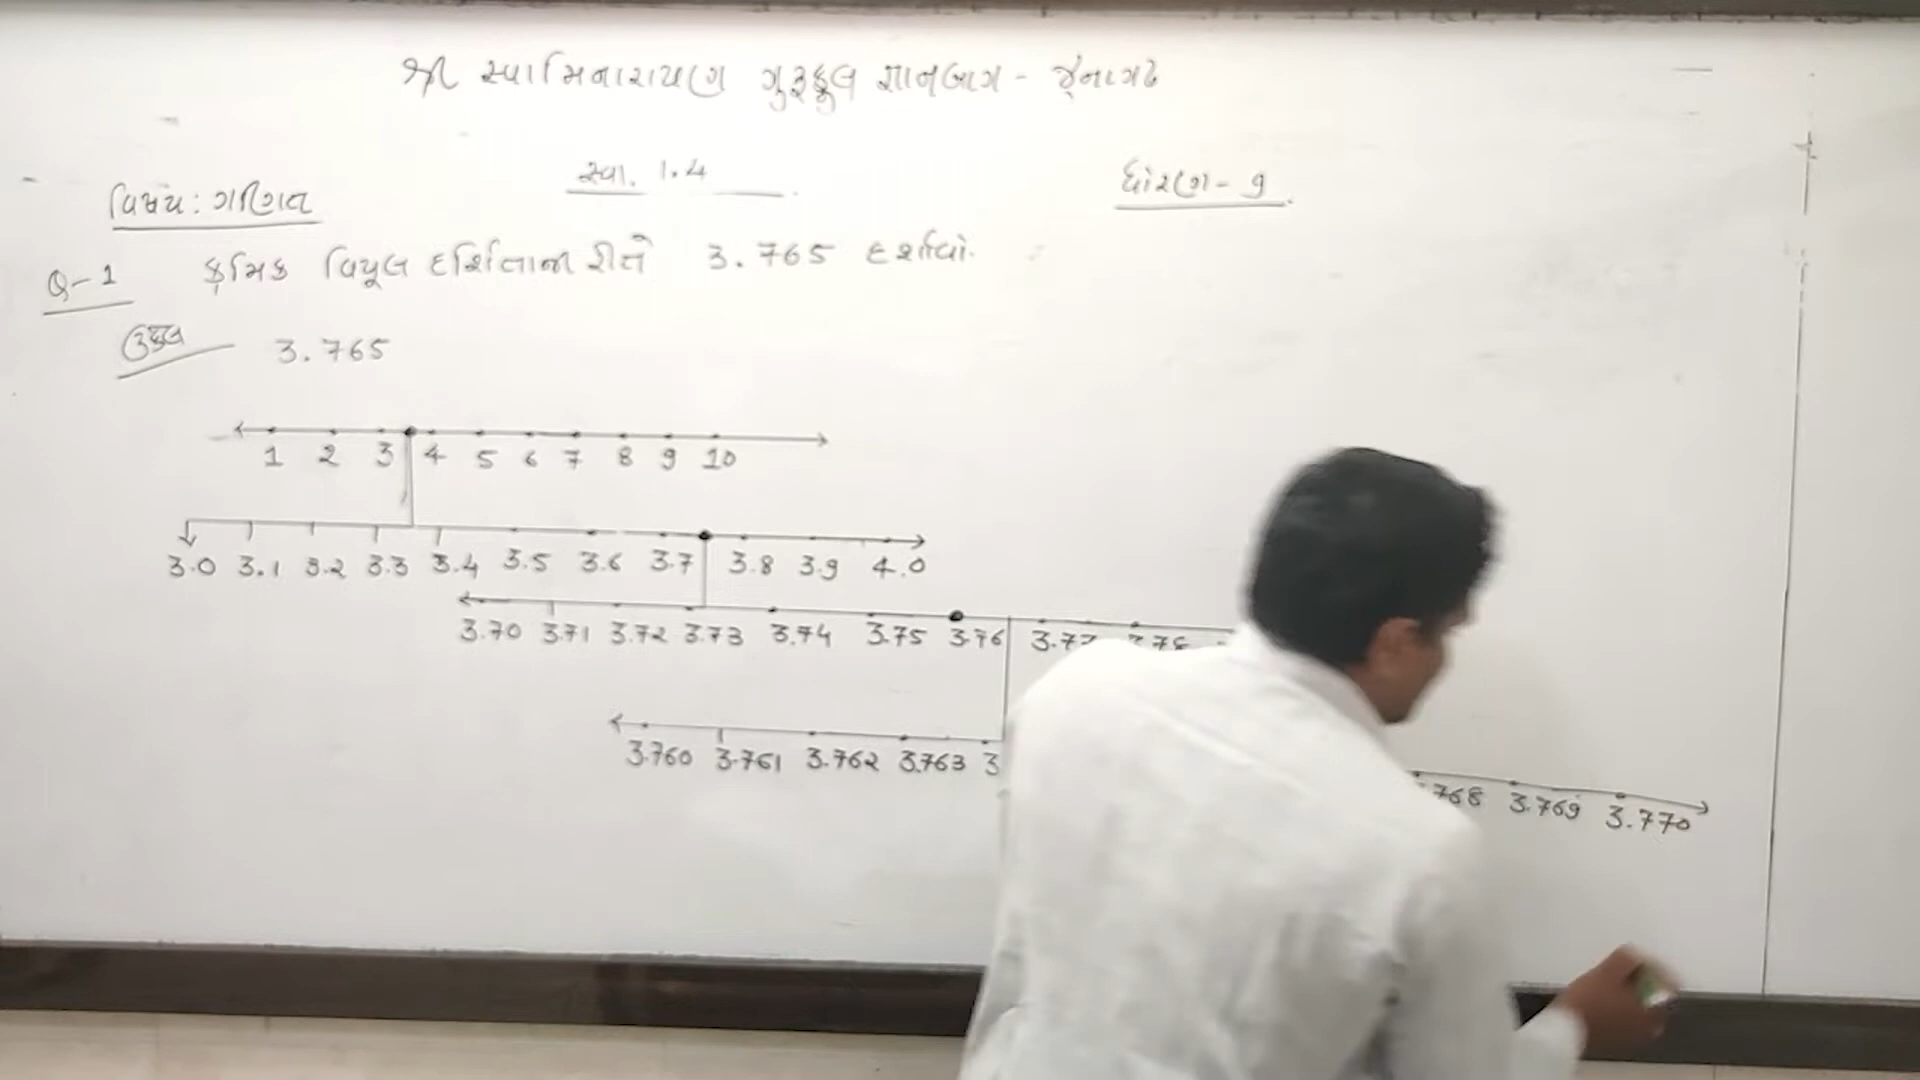 શ્રી સ્વામિનારાયણ ગુરૂકુલ જ્ઞાનબાગ - જૂનાગઢ
સ્વા. 1.4
ધોરણ - 9
વિષય : ગણિત
Q-1 ક્રમિક વિપૂલ દર્શિતાની રીતે 3.765 દર્શાવો.
ઉકેલ 3.765
1 2 3 4 5 6 7 8 9 10
3.0 3.1 3.2 3.3 3.4 3.5 3.6 3.7 3.8 3.9 4.0
3.70 3.71 3.72 3.73 3.74 3.75 3.76 3.77 3.78
3.760 3.761 3.762 3.763 3 .768 3.769 3.770